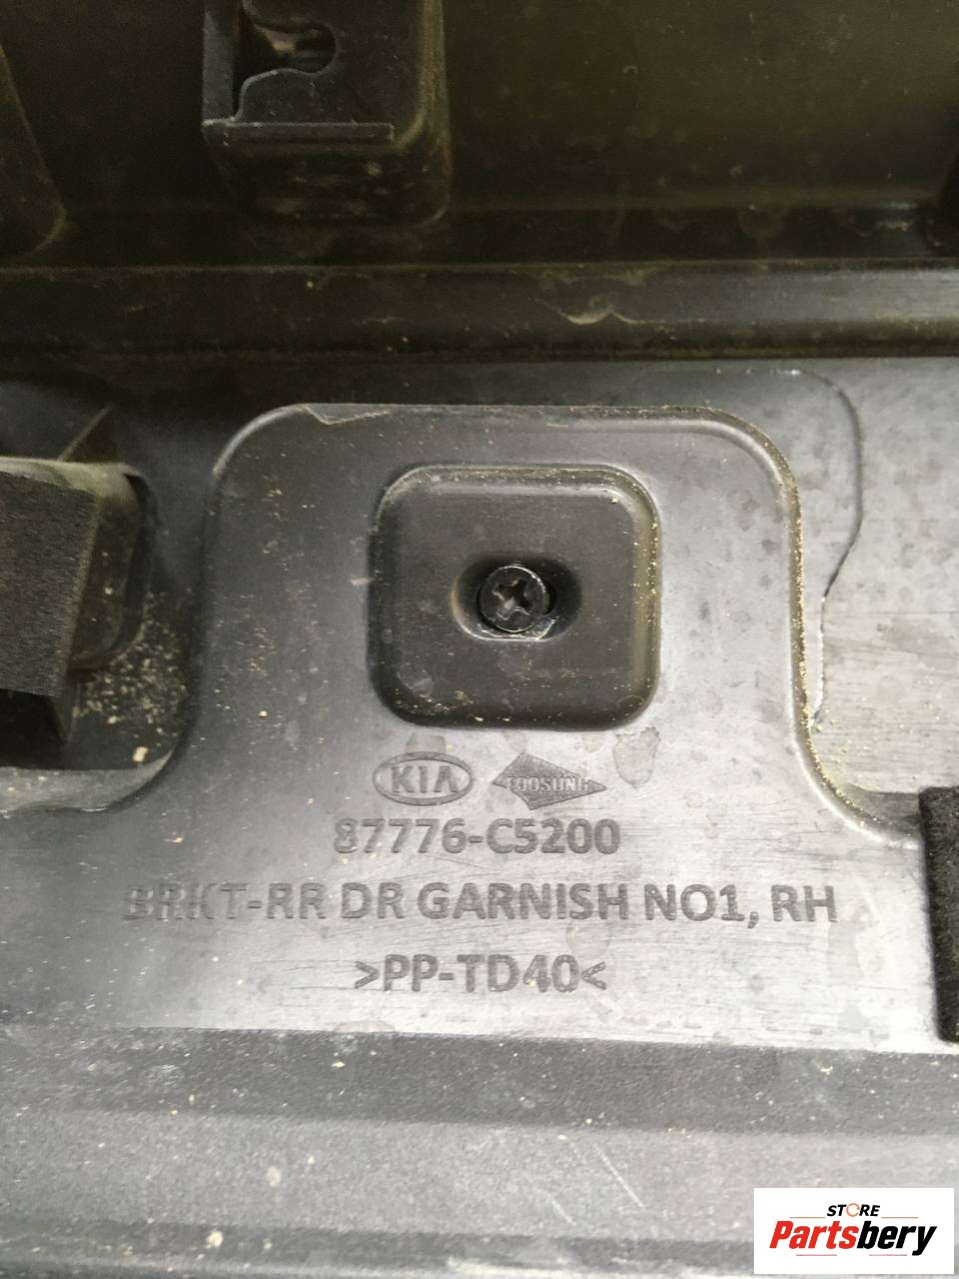 KIA
87776-C5200
BRKT-RR DR GARNISH NO1, RH
>PP-TD40<
STORE
Partsbery